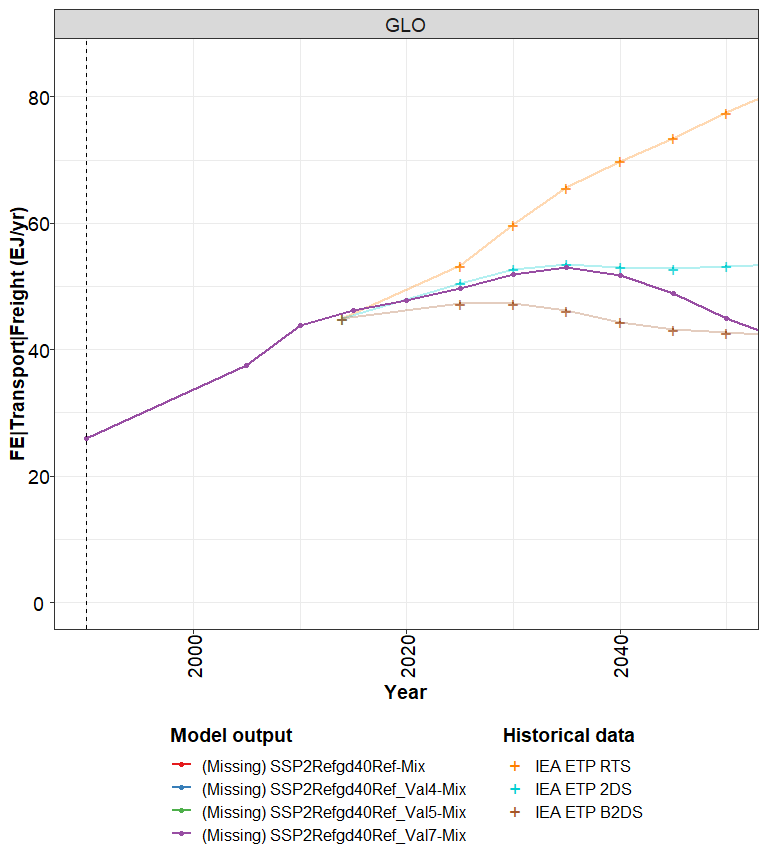 GLO
FE|Transport|Freight (EJ/yr)
80
60
40
20
0
2000
2020
2040
Year
Model output
(Missing) SSP2Refgd40Ref-Mix
(Missing) SSP2Refgd40Ref_Val4-Mix
(Missing) SSP2Refgd40Ref_Val5-Mix
(Missing) SSP2Refgd40Ref_Val7-Mix
Historical data
IEA ETP RTS
IEA ETP 2DS
IEA ETP B2DS